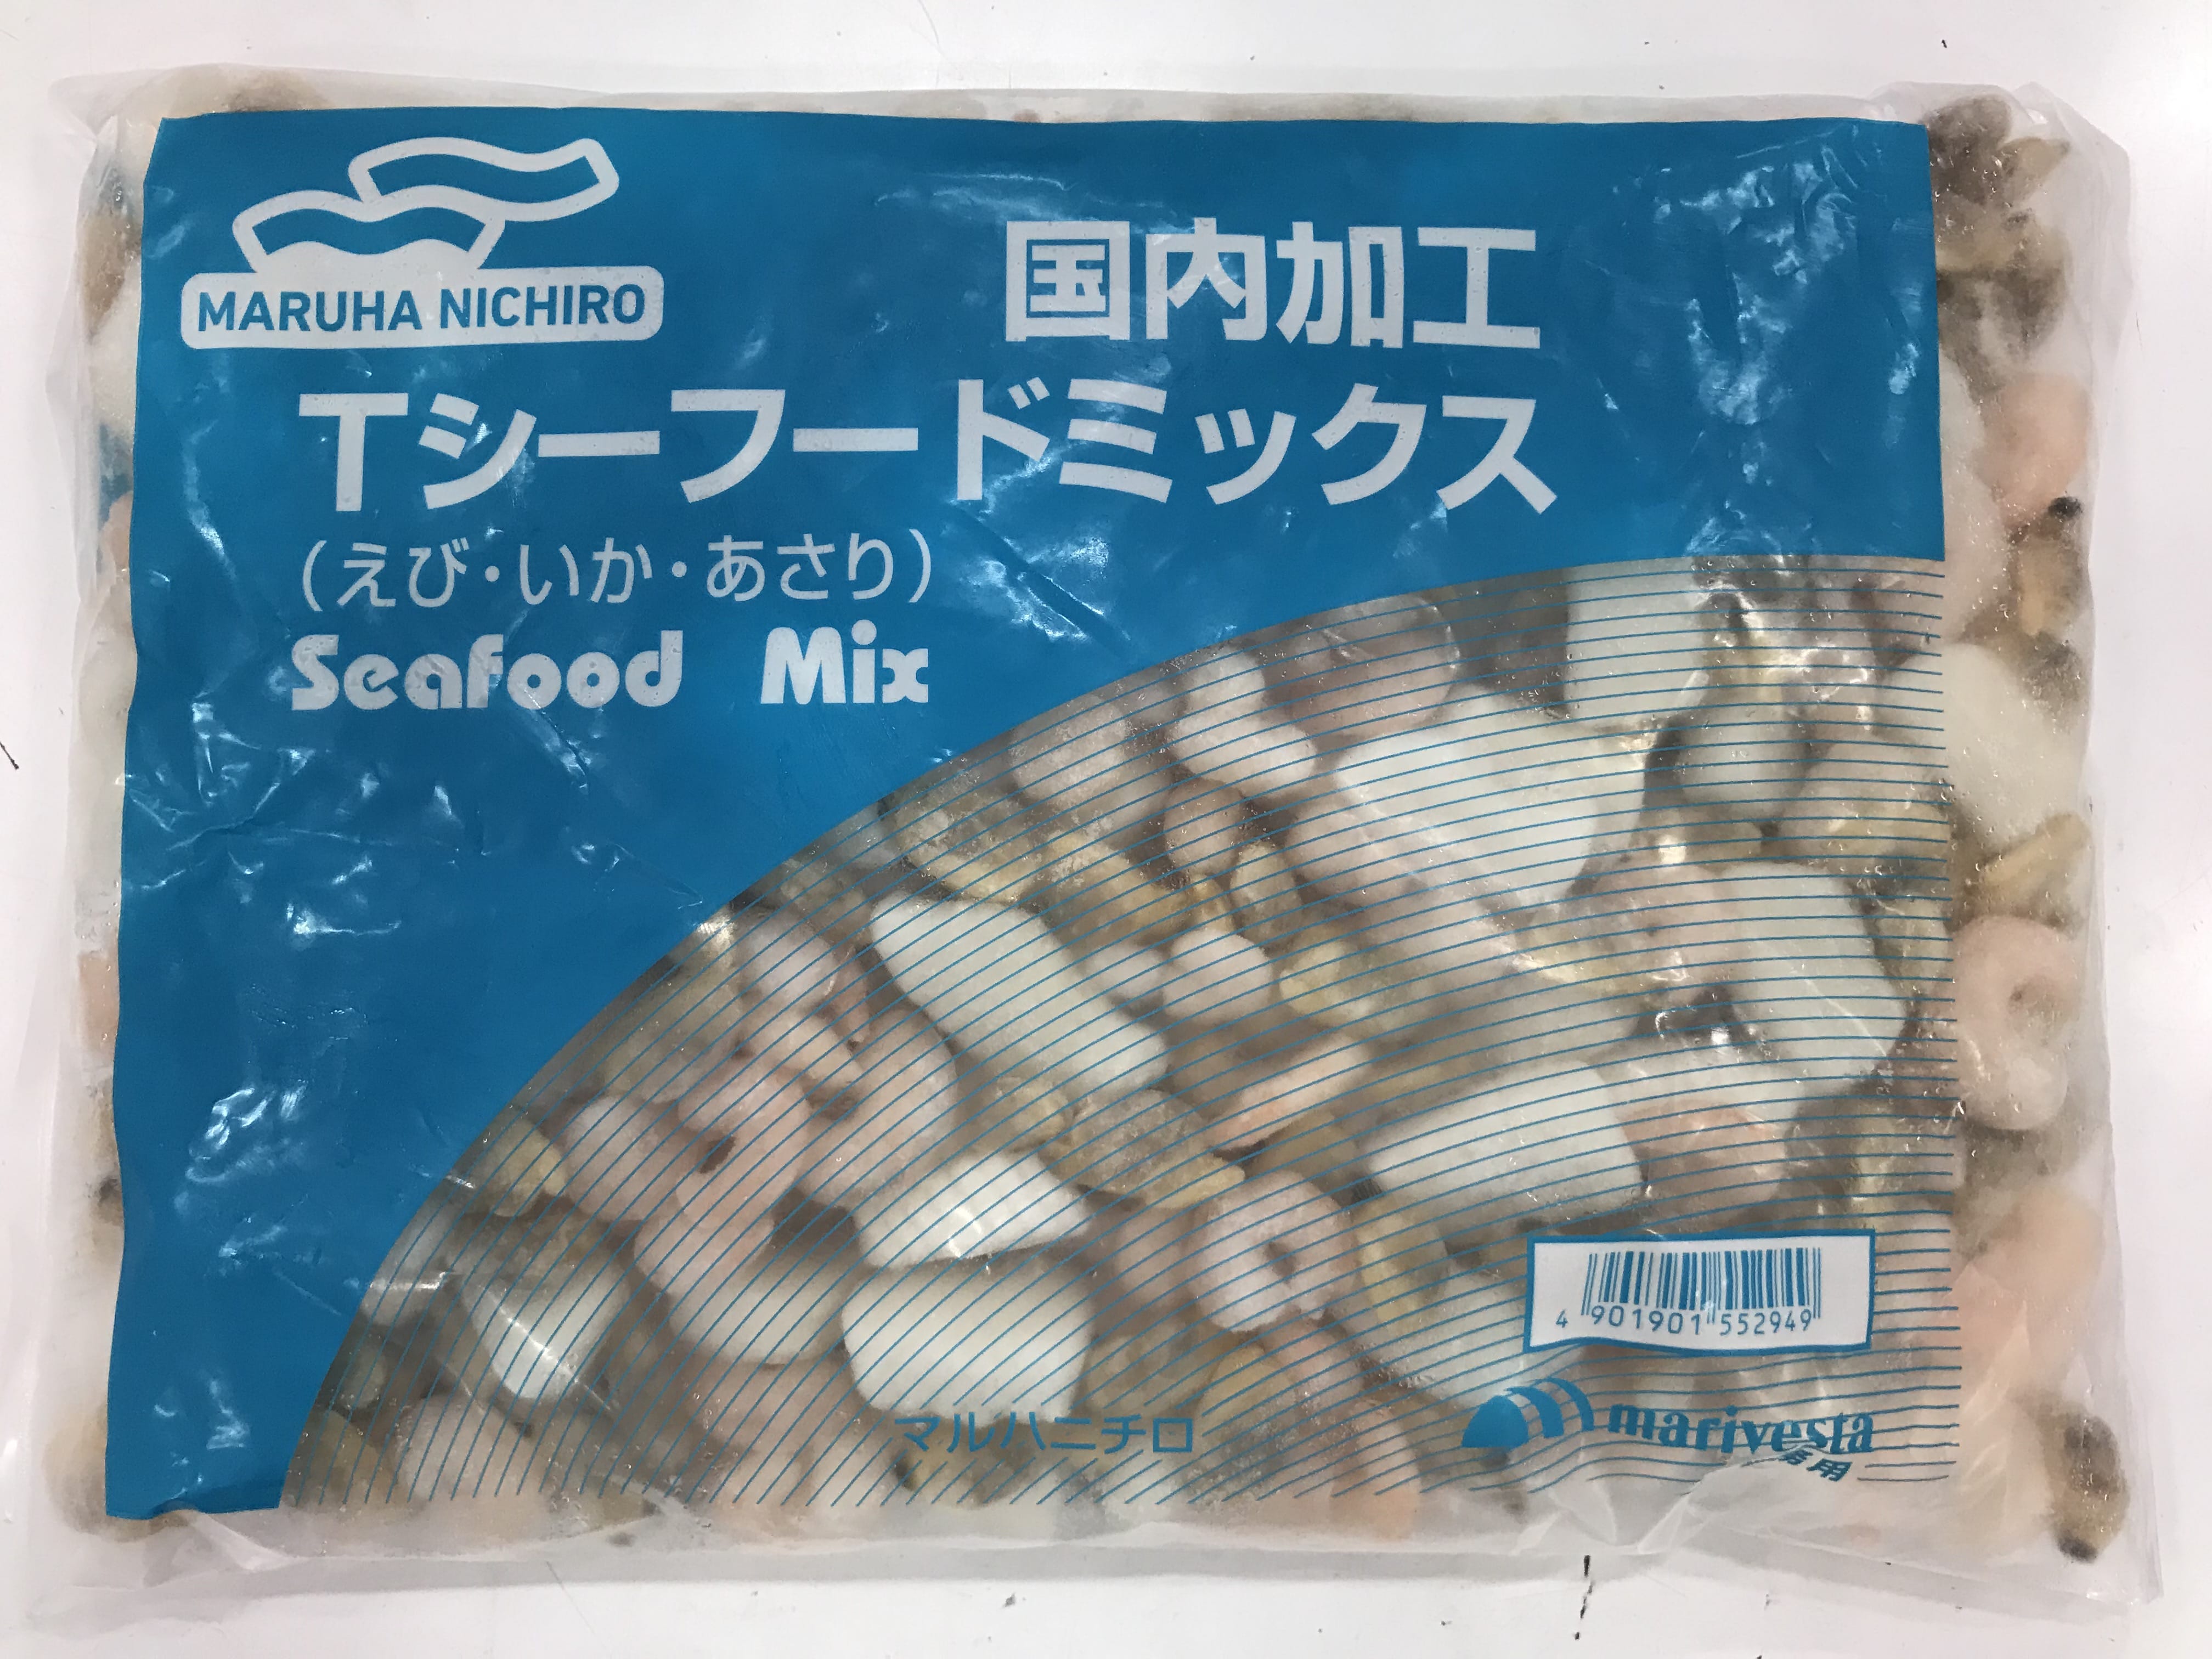 MARUHA NICHIRO
国内加工
Tシーフードミックス
(えび・いか・あさり)
Seafood Mix
4 901901 552949
マルハニチロ
marivesta
用